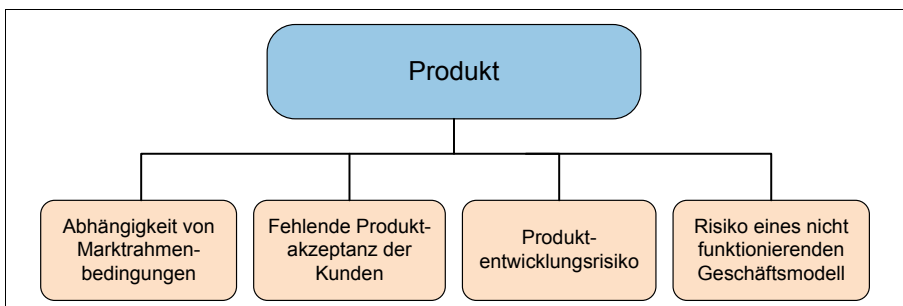 Produkt
Abhängigkeit von
Marktrahmen-
bedingungen
Fehlende Produkt-
akzeptanz der
Kunden
Produkt-
entwicklungsrisiko
Risiko eines nicht
funktionierenden
Geschäftsmodell